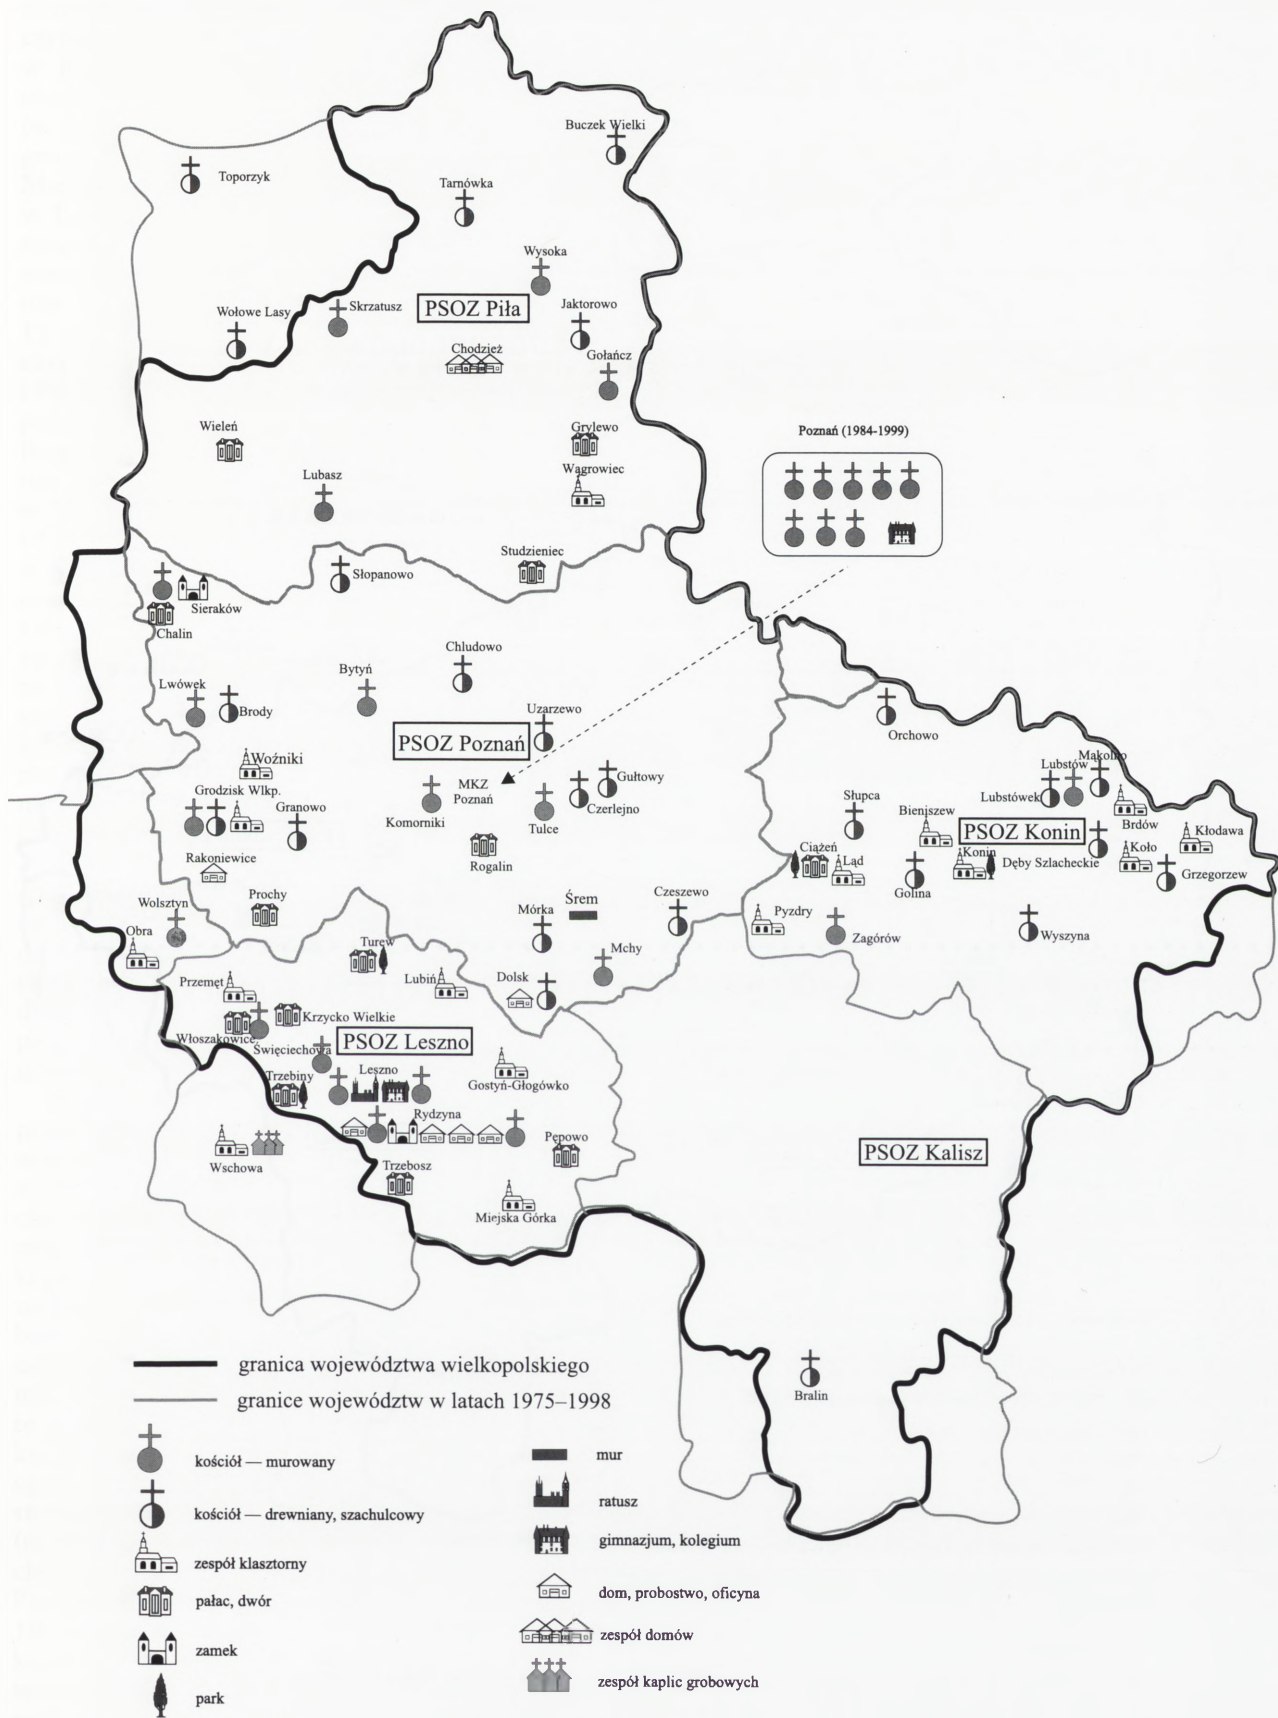 Buczek Wielki
Toporzyk
Tarnówka
Wysoka
Skrzatusz
PSOZ Piła
Jaktorowo
Wołowe Lasy
Chodzież
Gołańcz
Wieleń
Grylewo
Poznań (1984-1999)
Lubasz
Wągrowiec
Studzieniec
Słopanowo
Sieraków
Chalin
Chludowo
Bytyń
Lwówek
Brody
Uzarzewo
Orchowo
PSOZ Poznań
Woźniki
Mąkolno
Lubstów
Gułtowy
MKZ
Poznań
Grodzisk Wlkp.
Granowo
Komorniki
Tulce
Czerlejno
Słupca
Lubstówek
Bieniszew
PSOZ Konin
Brdów
Kłodawa
Koło
Rakoniewice
Rogalin
Ciążeń
Ląd
Konin
Dęby Szlacheckie
Grzegorzew
Golina
Prochy
Wolsztyn
Śrem
Czeszewo
Mórka
Pyzdry
Zagórów
Wyszyna
Obra
Turew
Mchy
Przemęt
Lubiń
Dolsk
Krzycko Wielkie
Włoszakowice
PSOZ Leszno
Święciechowa
Trzebiny
Leszno
Gostyń-Głogówko
Rydzyna
Pępowo
PSOZ Kalisz
Wschowa
Trzebosz
Miejska Górka
Bralin
granica województwa wielkopolskiego
granice województw w latach 1975–1998
kościół — murowany
kościół — drewniany, szachulcowy
zespół klasztorny
pałac, dwór
zamek
park
mur
ratusz
gimnazjum, kolegium
dom, probostwo, oficyna
zespół domów
zespół kaplic grobowych